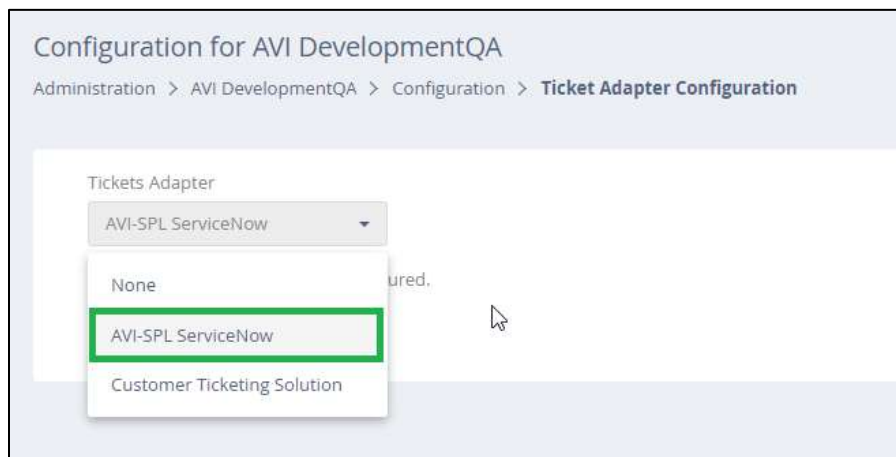 Configuration for AVI DevelopmentQA
Administration > AVI DevelopmentQA > Configuration > Ticket Adapter Configuration
Tickets Adapter
AVI-SPL ServiceNow
ured.
None
AVI-SPL ServiceNow
Customer Ticketing Solution